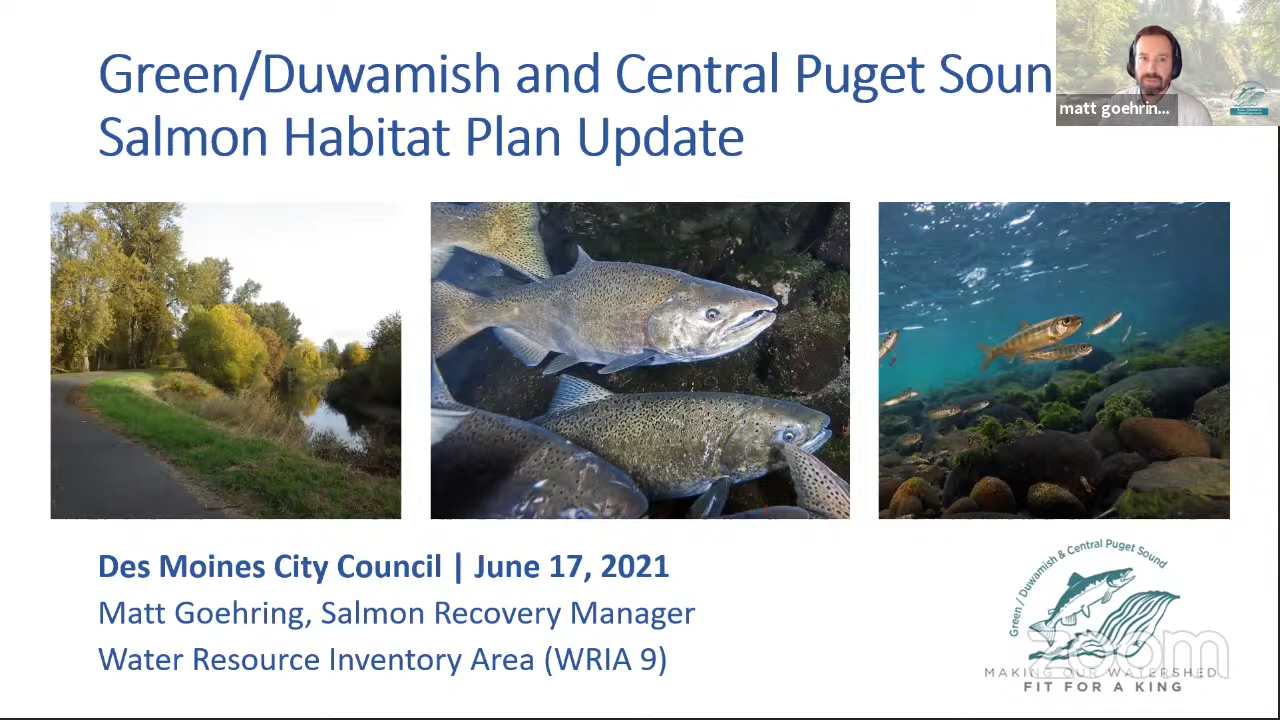 Green/Duwamish and Central Puget Soun
Salmon Habitat Plan Update
matt goehrin...
Des Moines City Council | June 17, 2021
Matt Goehring, Salmon Recovery Manager
Water Resource Inventory Area (WRIA 9)
Green / Duwamish & Central Puget Sound
zoom
MAKING OUR WATERSHED
FIT FOR A KING